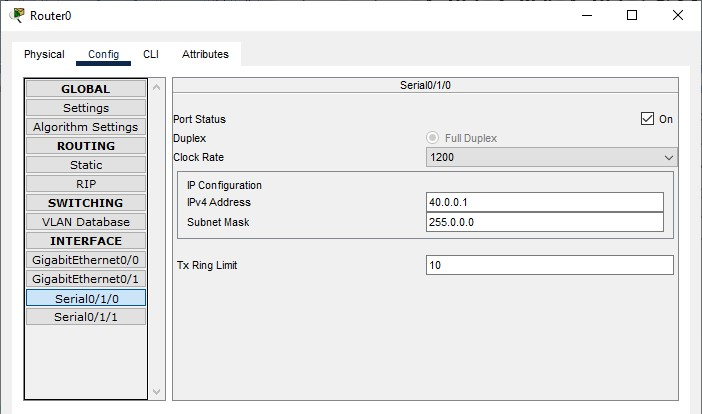 Router0
Physical Config CLI Attributes
GLOBAL
Settings
Algorithm Settings
ROUTING
Static
RIP
SWITCHING
VLAN Database
INTERFACE
GigabitEthernet0/0
GigabitEthernet0/1
Serial0/1/0
Serial0/1/1
Serial0/1/0
Port Status On
Duplex Full Duplex
Clock Rate 1200
IP Configuration
IPv4 Address 40.0.0.1
Subnet Mask 255.0.0.0
Tx Ring Limit 10